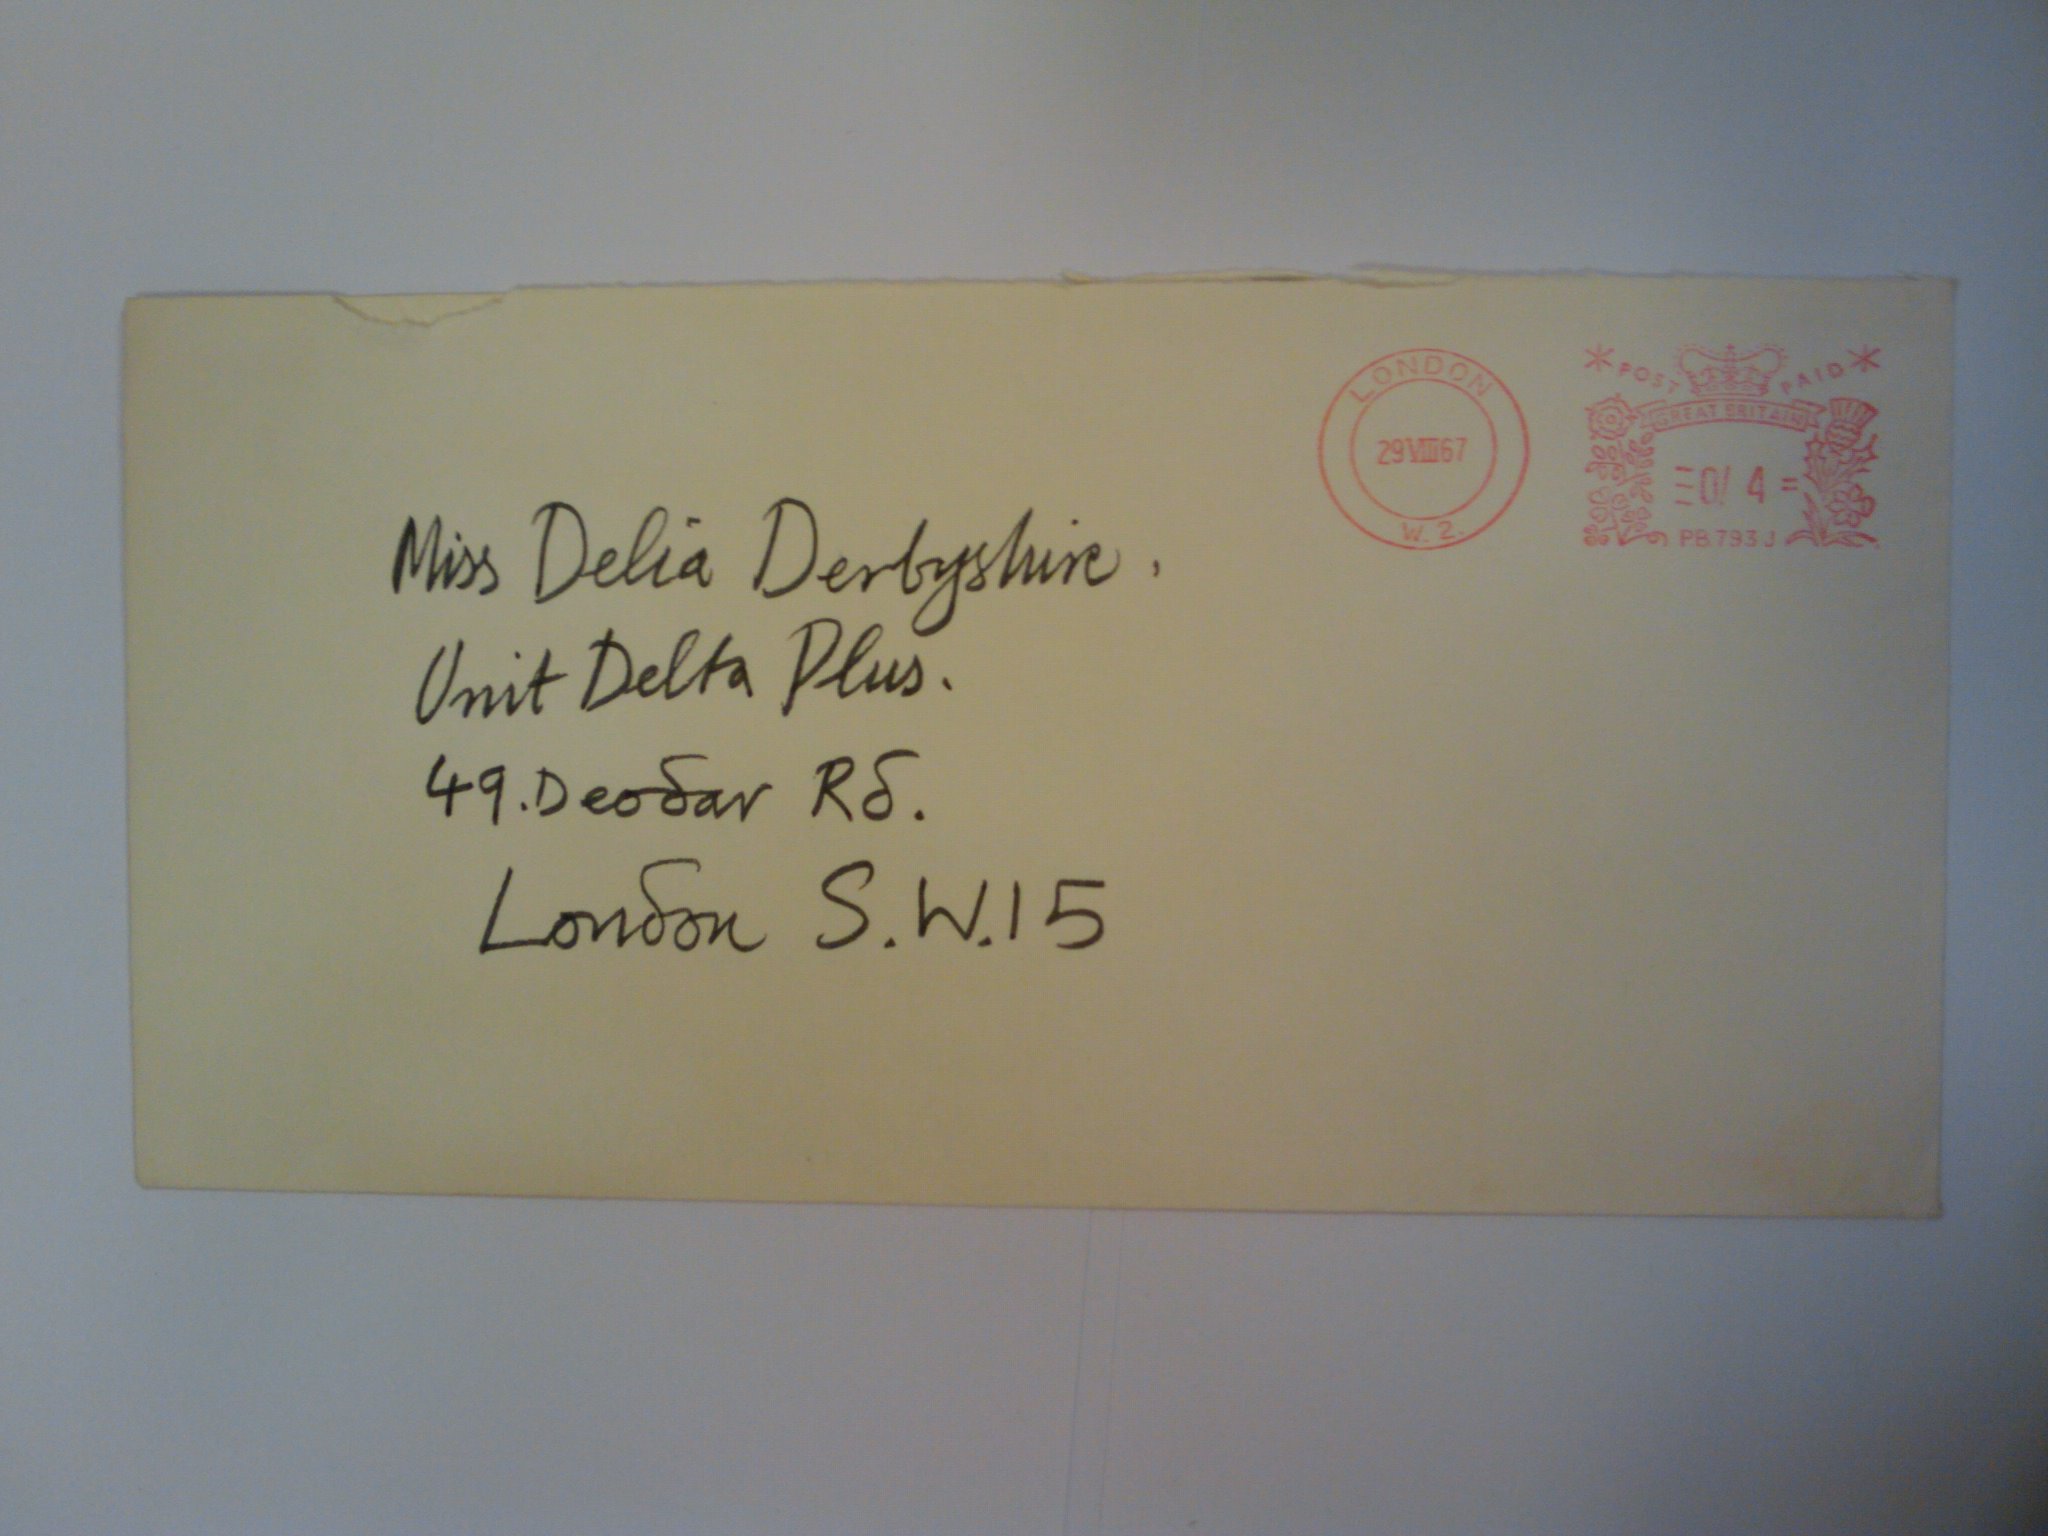 LONDON
29 VIII 67
W. 2.
POST PAID
GREAT BRITAIN
0/ 4 =
PB.793 J
Miss Delia Derbyshire.
Unit Delta Plus.
49. Deodar Rd.
London S.W.15